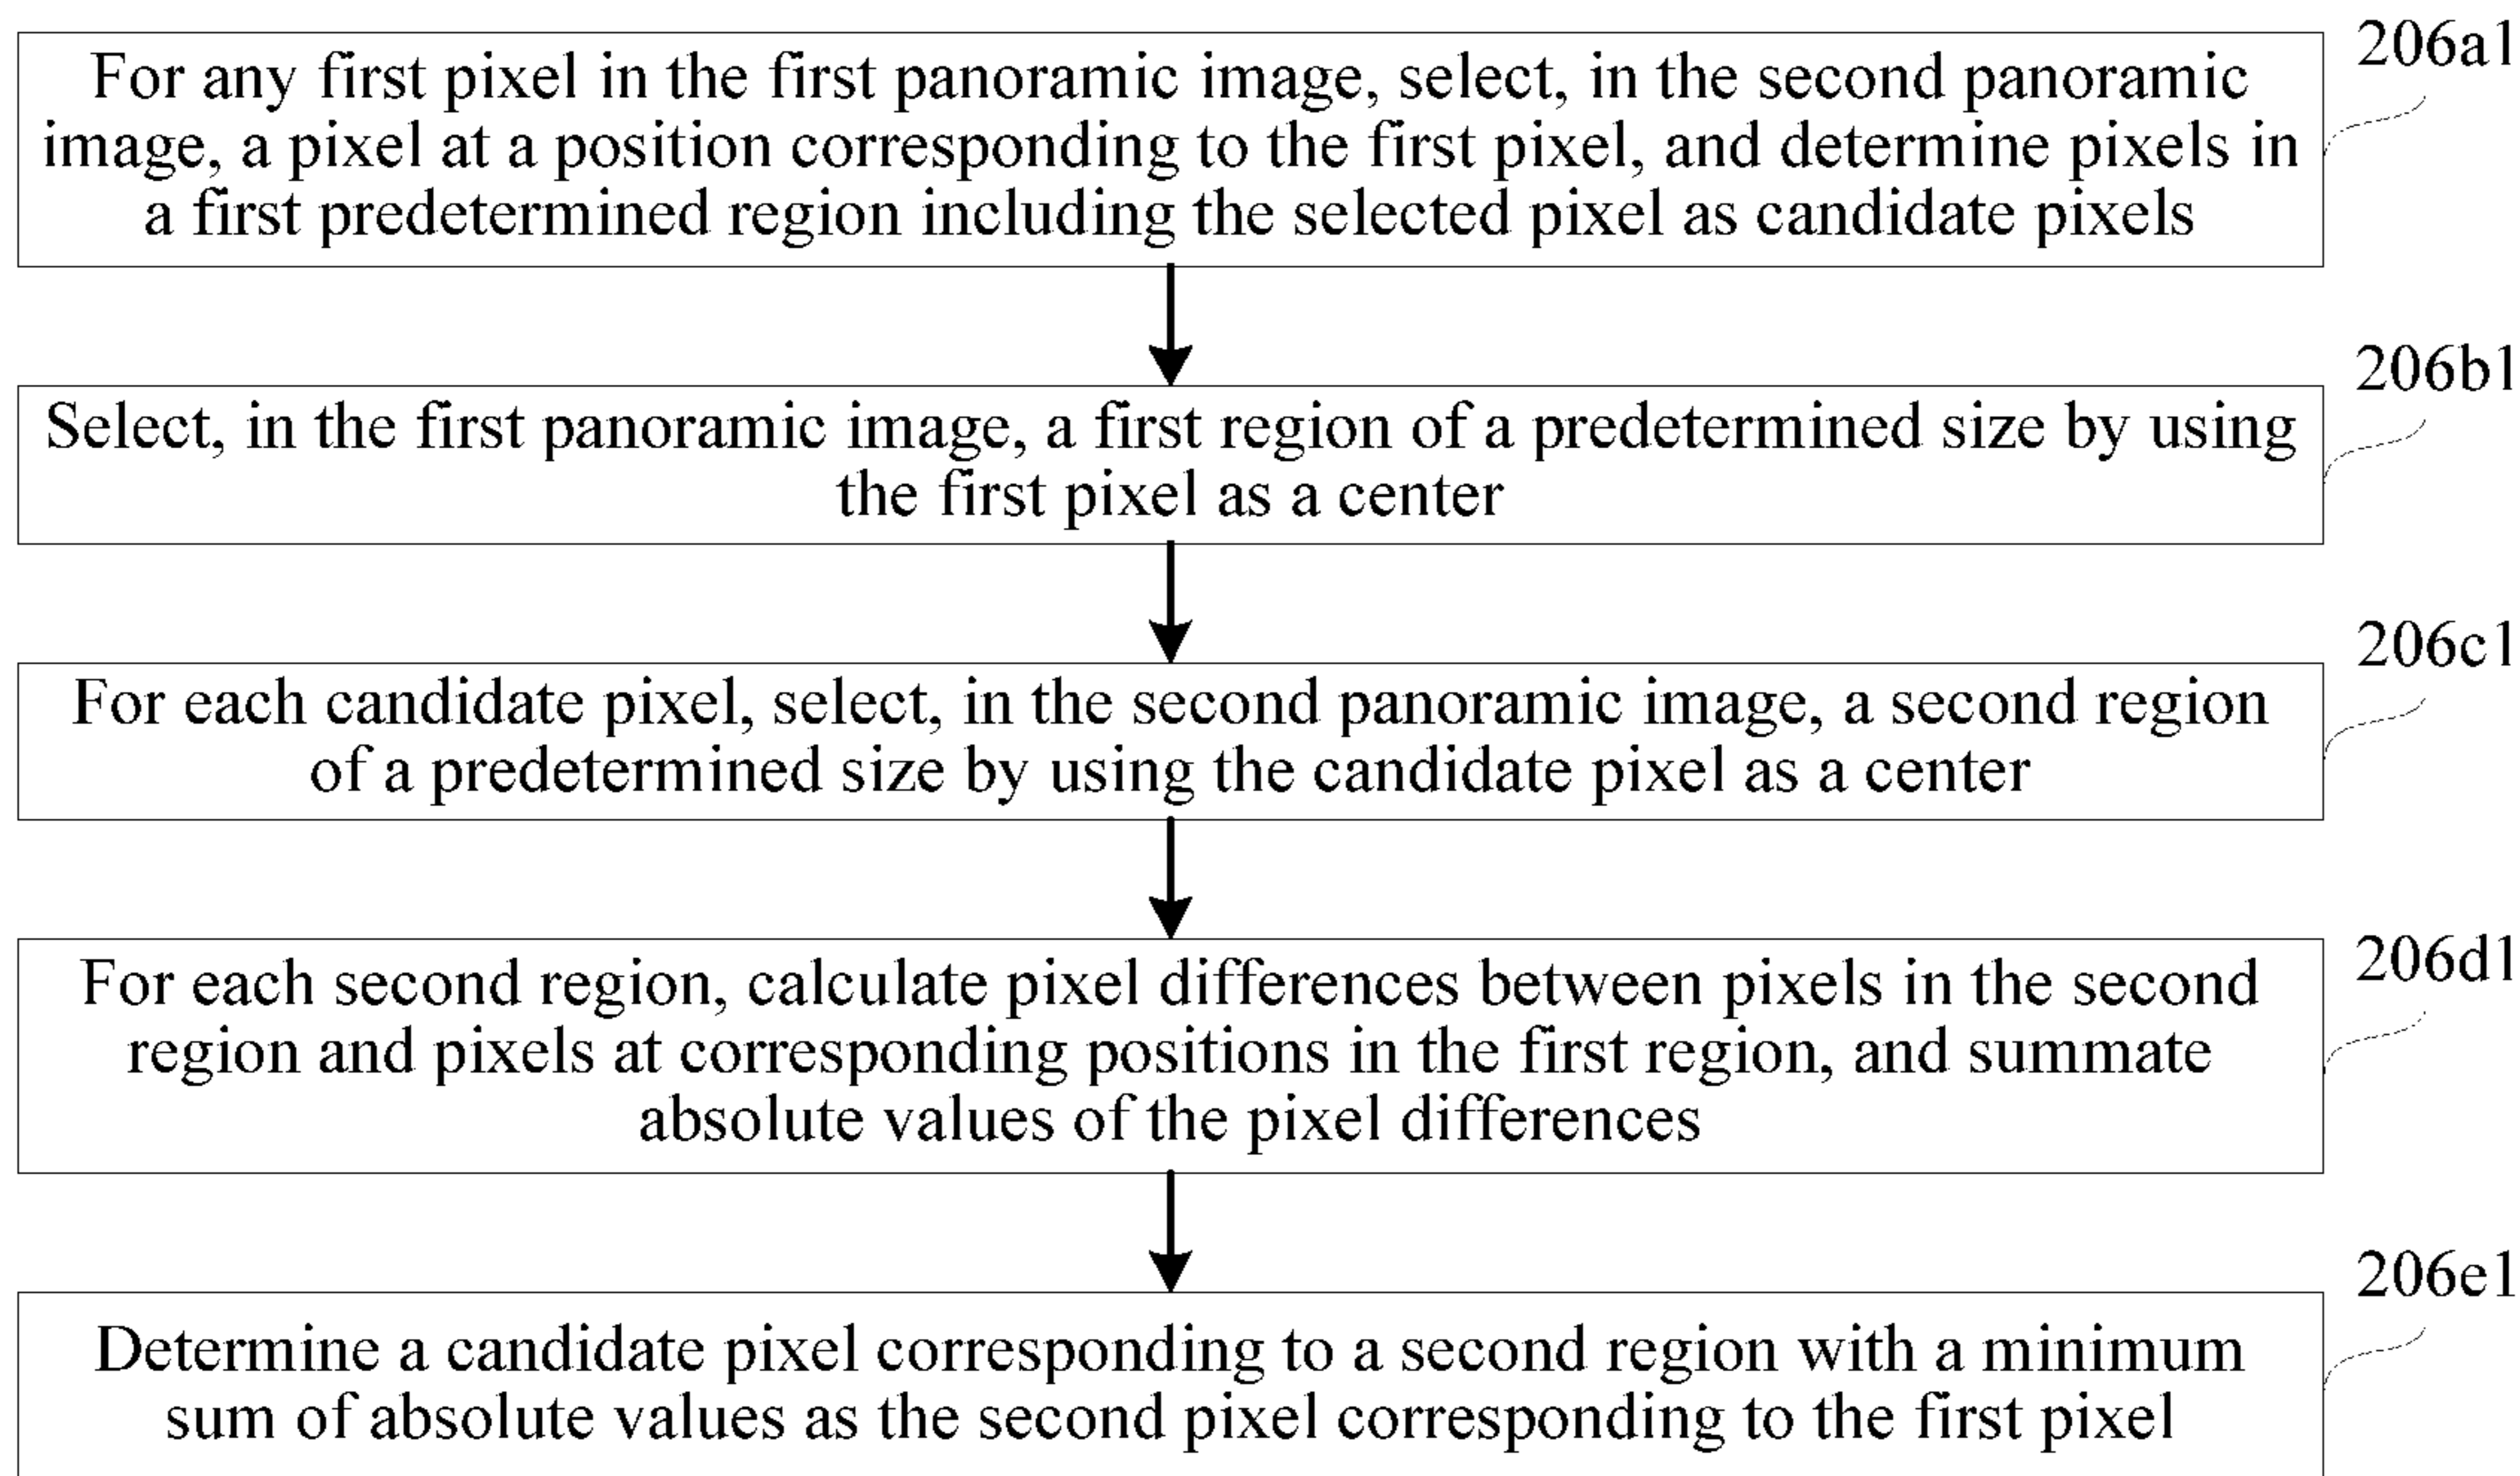 206a1
For any first pixel in the first panoramic image, select, in the second panoramic
image, a pixel at a position corresponding to the first pixel, and determine pixels in
a first predetermined region including the selected pixel as candidate pixels
206b1
Select, in the first panoramic image, a first region of a predetermined size by using
the first pixel as a center
206c1
For each candidate pixel, select, in the second panoramic image, a second region
of a predetermined size by using the candidate pixel as a center
206d1
For each second region, calculate pixel differences between pixels in the second
region and pixels at corresponding positions in the first region, and summate
absolute values of the pixel differences
206e1
Determine a candidate pixel corresponding to a second region with a minimum
sum of absolute values as the second pixel corresponding to the first pixel